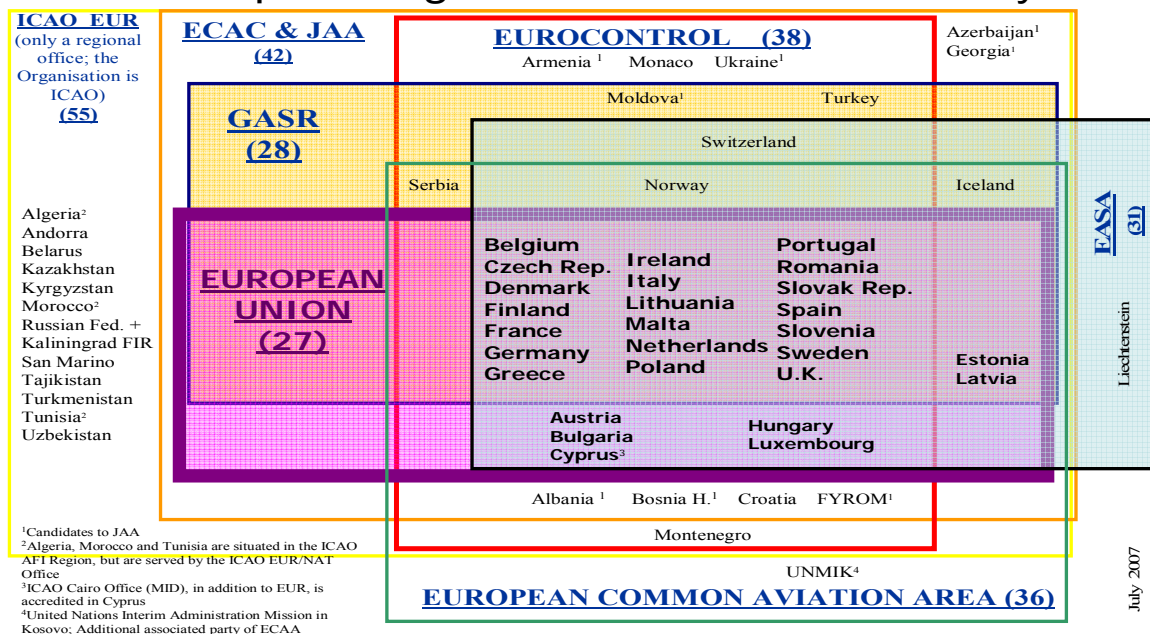 ICAO EUR
(only a regional
office; the
Organisation is
ICAO)
(55)
ECAC & JAA
(42)
EUROCONTROL (38)
Armenia ¹ Monaco Ukraine¹
Azerbaijan¹
Georgia¹
Moldova¹ Turkey
GASR
(28)
Switzerland
Serbia Norway Iceland
EASA
(31)
Liechtenstein
Algeria²
Andorra
Belarus
Kazakhstan
Kyrgyzstan
Morocco²
Russian Fed. +
Kaliningrad FIR
San Marino
Tajikistan
Turkmenistan
Tunisia²
Uzbekistan
EUROPEAN
UNION
(27)
Belgium
Czech Rep.
Denmark
Finland
France
Germany
Greece
Ireland
Italy
Lithuania
Malta
Netherlands
Poland
Portugal
Romania
Slovak Rep.
Spain
Slovenia
Sweden
U.K.
Estonia
Latvia
Austria
Bulgaria
Cyprus³
Hungary
Luxembourg
Albania ¹ Bosnia H.¹ Croatia FYROM¹
Montenegro
UNMIK⁴
EUROPEAN COMMON AVIATION AREA (36)
¹Candidates to JAA
²Algeria, Morocco and Tunisia are situated in the ICAO
AFI Region, but are served by the ICAO EUR/NAT
Office
³ICAO Cairo Office (MID), in addition to EUR, is
accredited in Cyprus
⁴United Nations Interim Administration Mission in
Kosovo; Additional associated party of ECAA
July 2007